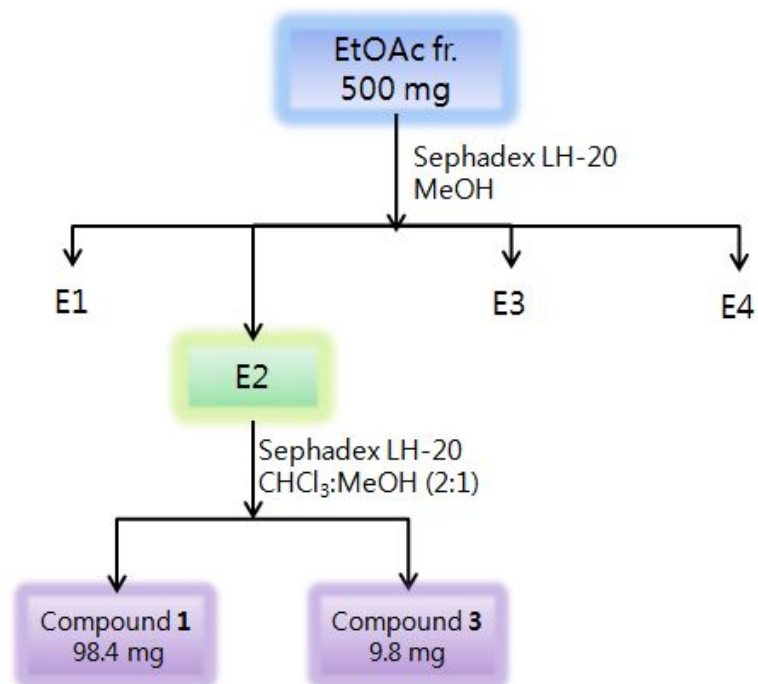 EtOAc fr.
500 mg
Sephadex LH-20
MeOH
E1
E3
E4
E2
Sephadex LH-20
CHCl₃:MeOH (2:1)
Compound 1
98.4 mg
Compound 3
9.8 mg